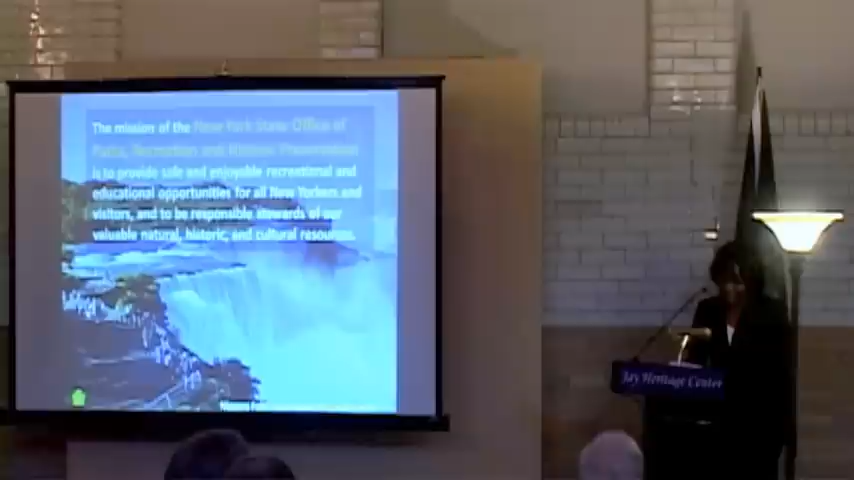 The mission of the New York State Office of
Parks, Recreation and Historic Preservation
is to provide safe and enjoyable recreational and
educational opportunities for all New Yorkers and
visitors, and to be responsible stewards of our
valuable natural, historic, and cultural resources.
Jay Heritage Center